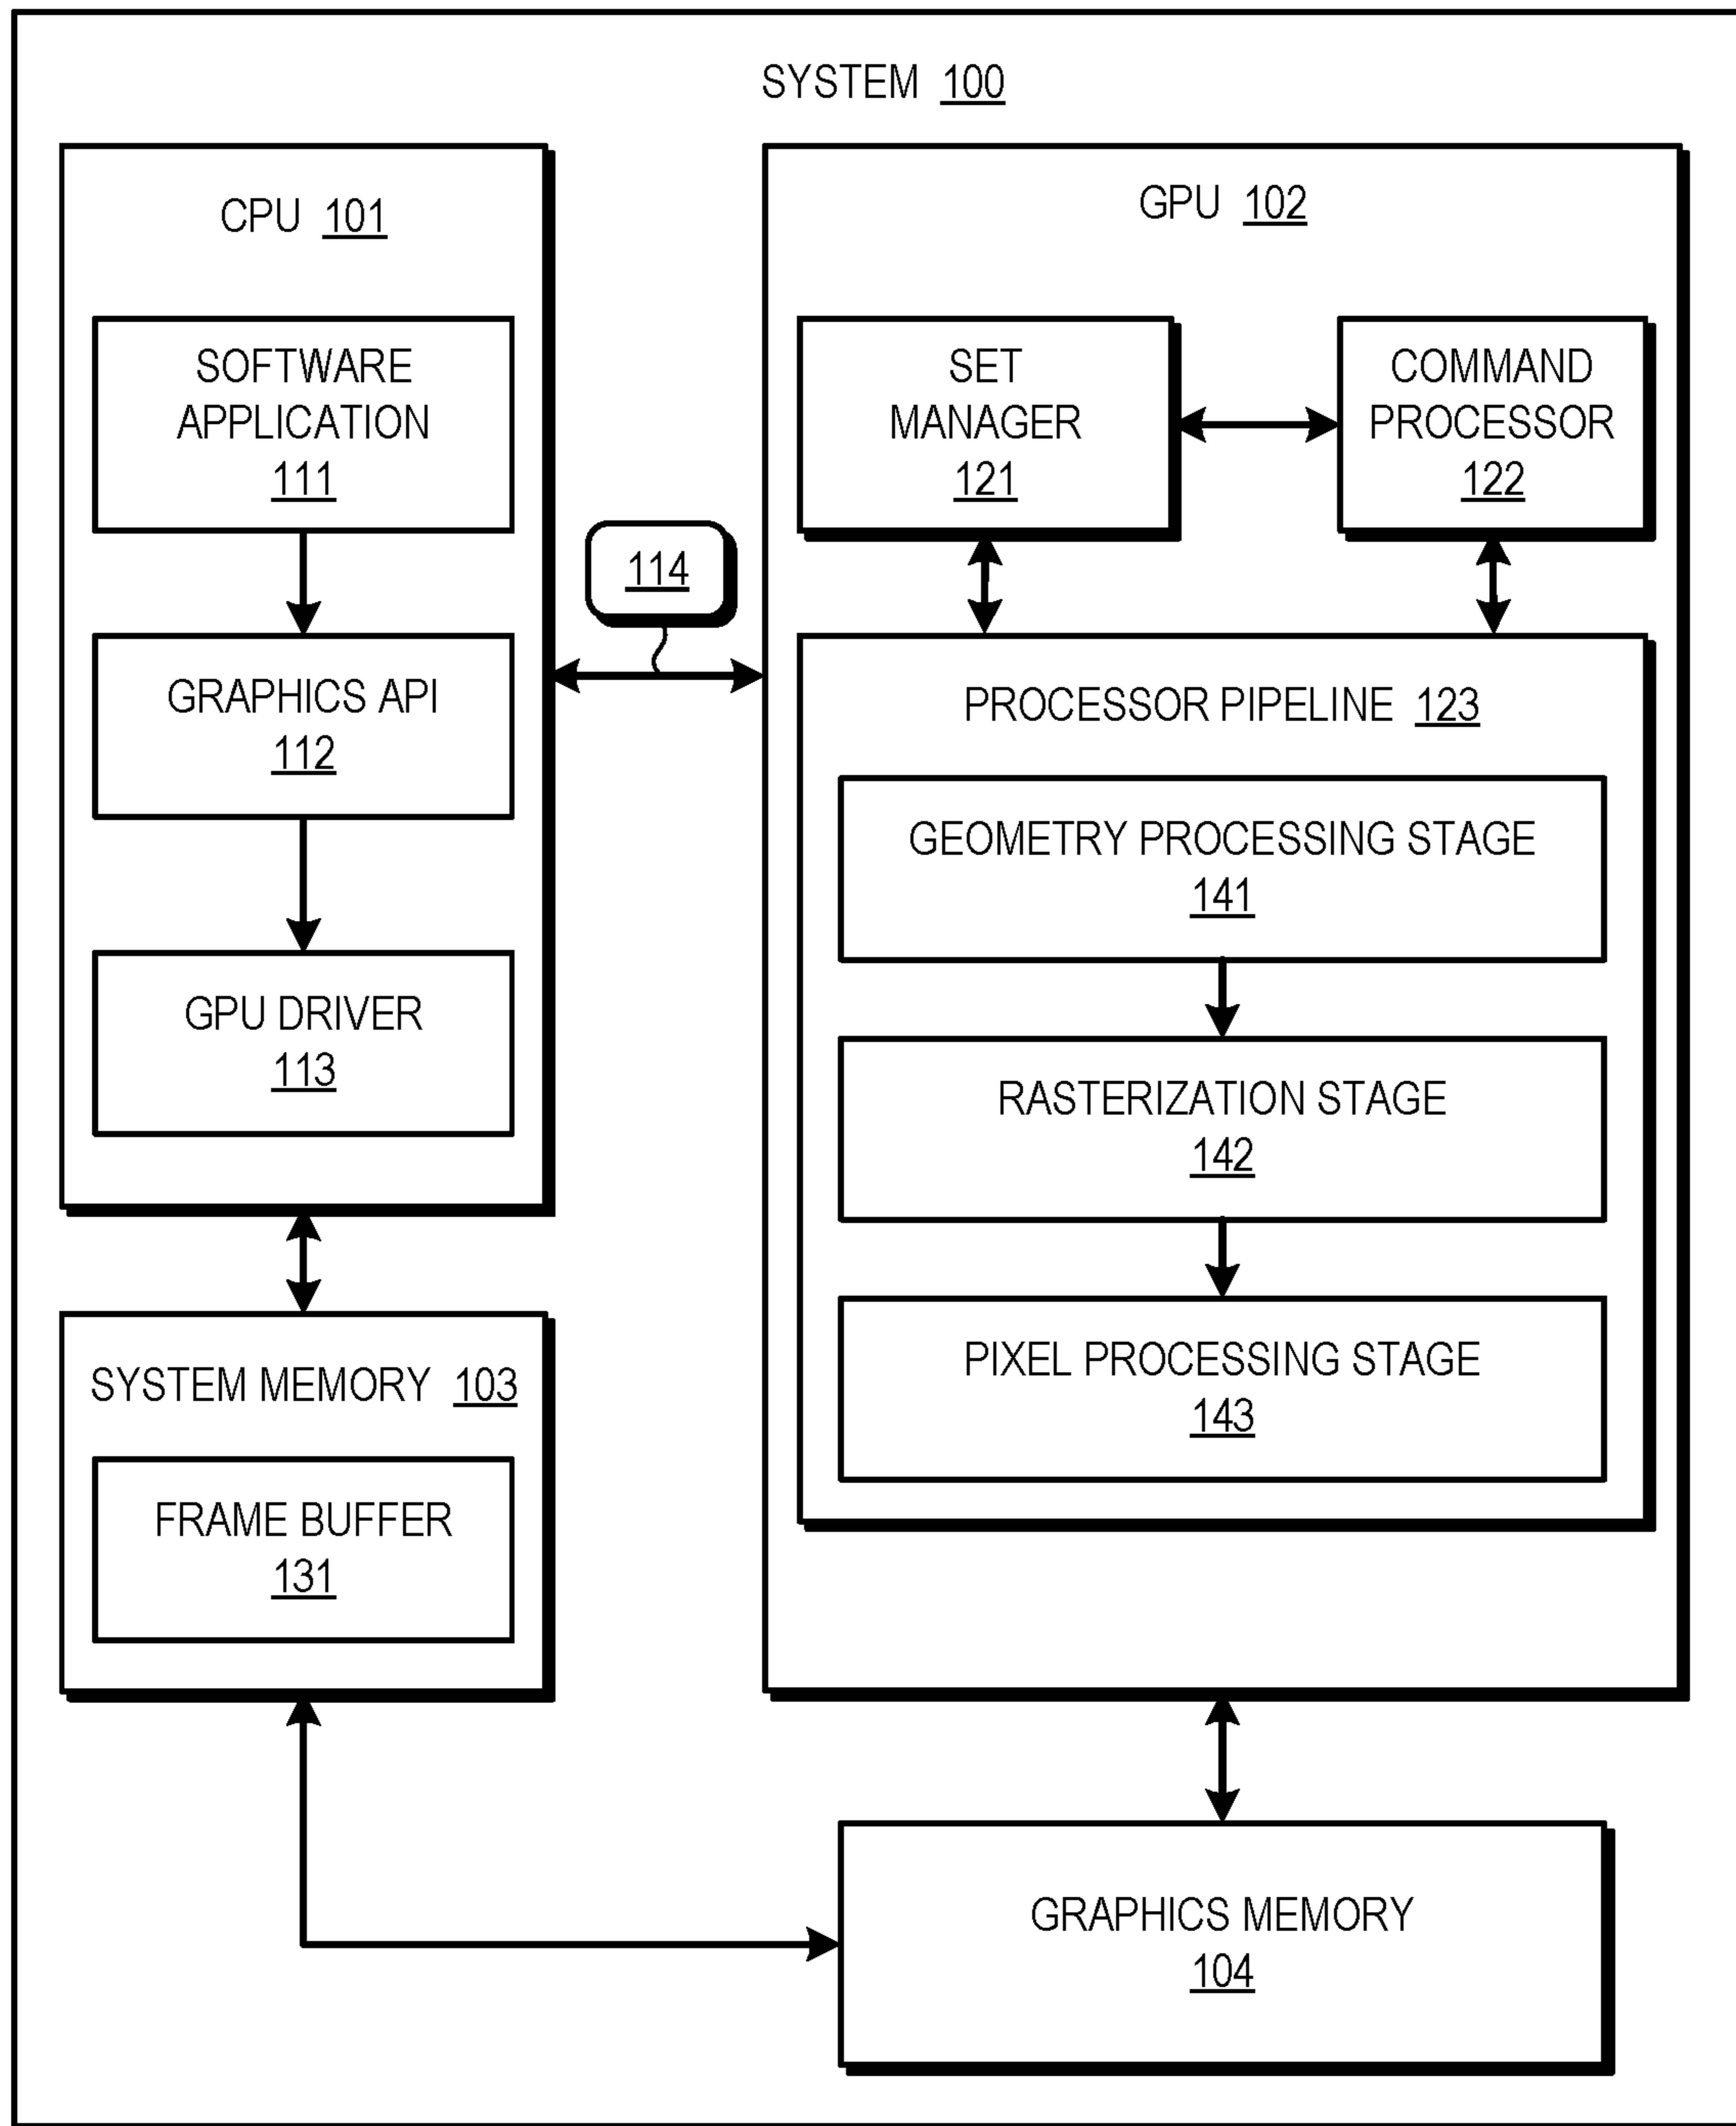 SYSTEM 100
CPU 101
SOFTWARE
APPLICATION
111
GRAPHICS API
112
GPU DRIVER
113
SYSTEM MEMORY 103
FRAME BUFFER
131
114
GPU 102
SET
MANAGER
121
COMMAND
PROCESSOR
122
PROCESSOR PIPELINE 123
GEOMETRY PROCESSING STAGE
141
RASTERIZATION STAGE
142
PIXEL PROCESSING STAGE
143
GRAPHICS MEMORY
104